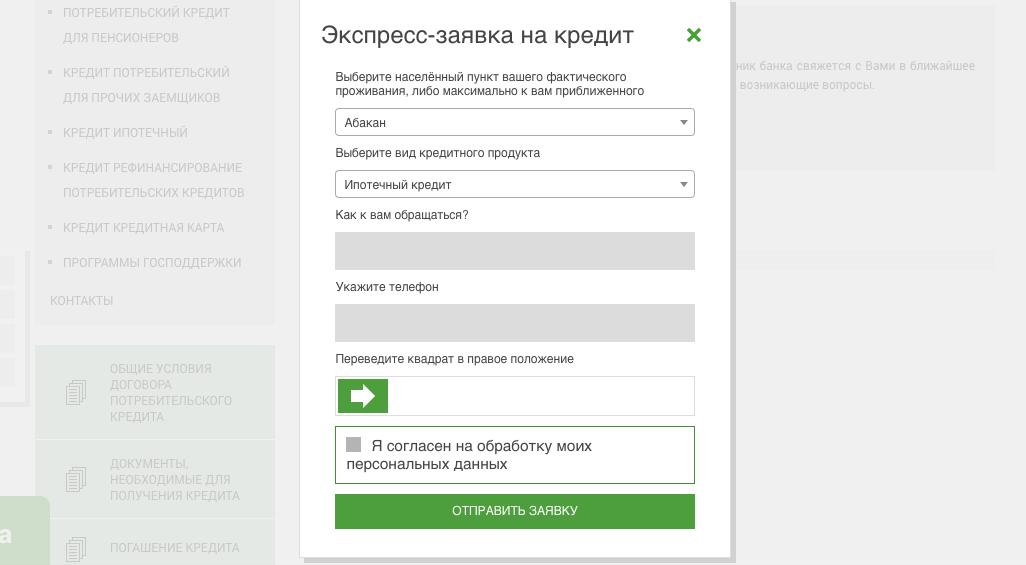 ПОТРЕБИТЕЛЬСКИЙ КРЕДИТ
ДЛЯ ПЕНСИОНЕРОВ
КРЕДИТ ПОТРЕБИТЕЛЬСКИЙ
ДЛЯ ПРОЧИХ ЗАЕМЩИКОВ
КРЕДИТ ИПОТЕЧНЫЙ
КРЕДИТ РЕФИНАНСИРОВАНИЕ
ПОТРЕБИТЕЛЬСКИХ КРЕДИТОВ
КРЕДИТ КРЕДИТНАЯ КАРТА
ПРОГРАММЫ ГОСПОДДЕРЖКИ
КОНТАКТЫ
ОБЩИЕ УСЛОВИЯ
ДОГОВОРА
ПОТРЕБИТЕЛЬСКОГО
КРЕДИТА
ДОКУМЕНТЫ,
НЕОБХОДИМЫЕ ДЛЯ
ПОЛУЧЕНИЯ КРЕДИТА
ПОГАШЕНИЕ КРЕДИТА
а
Экспресс-заявка на кредит
Выберите населённый пункт вашего фактического
проживания, либо максимально к вам приближенного
Абакан
Выберите вид кредитного продукта
Ипотечный кредит
Как к вам обращаться?
Укажите телефон
Переведите квадрат в правое положение
Я согласен на обработку моих
персональных данных
ОТПРАВИТЬ ЗАЯВКУ
ник банка свяжется с Вами в ближайшее
возникающие вопросы.